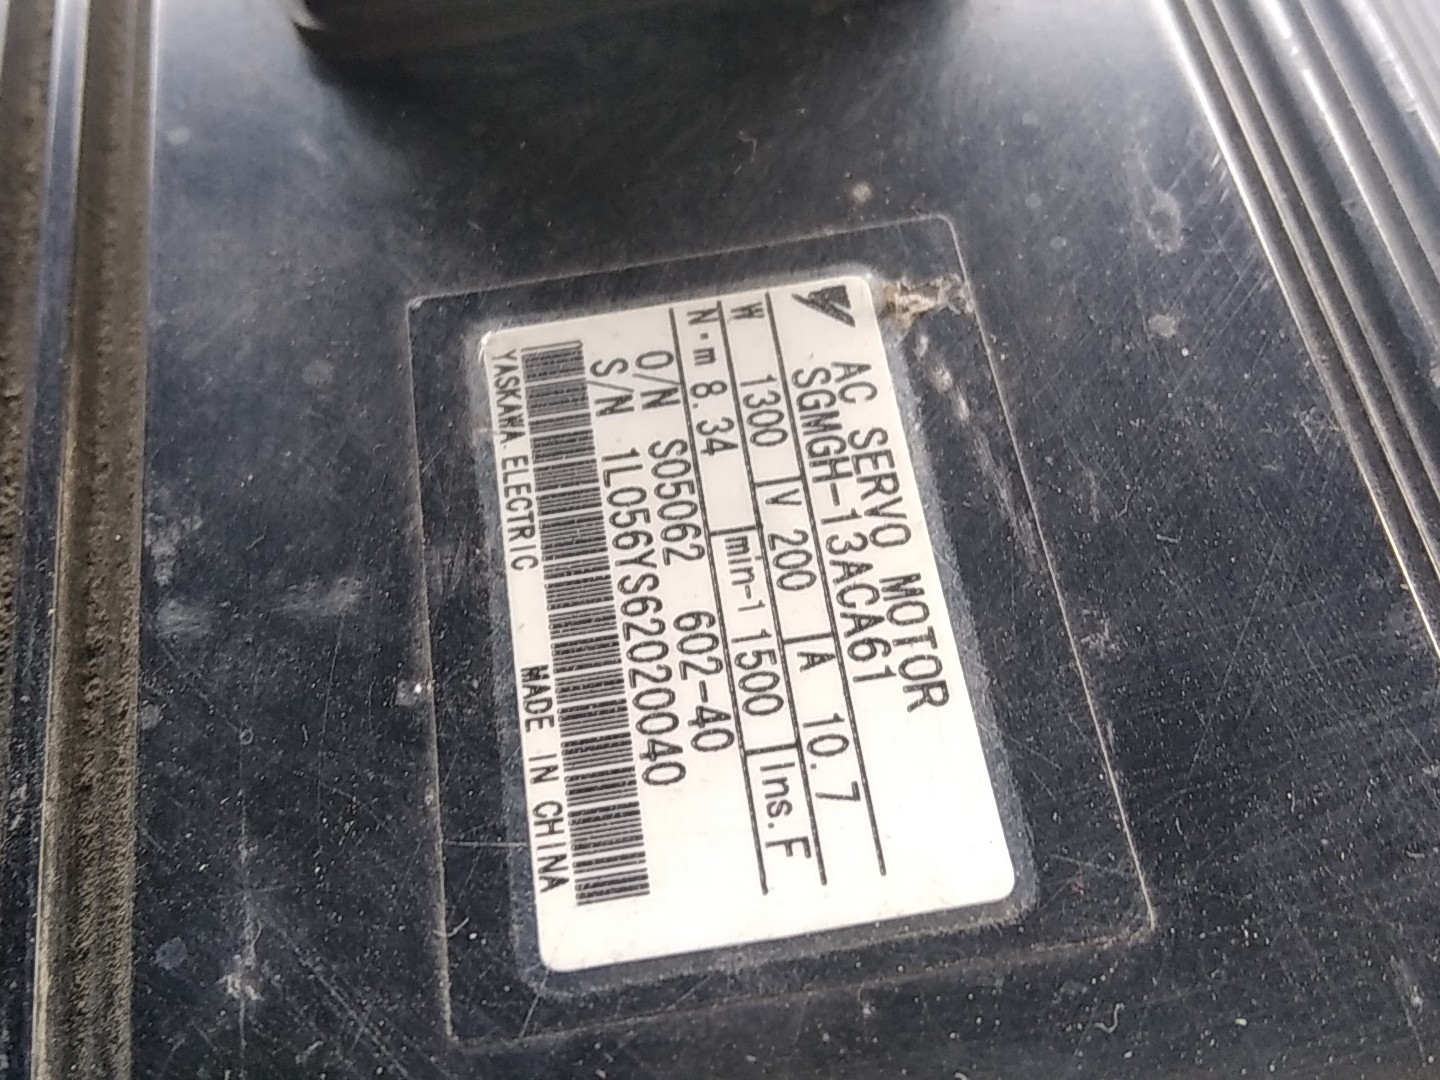 AC SERVO MOTOR
SGMGH-13ACA61
W 1300 V 200 A 10.7
N·m 8.34 min-1 1500 Ins.F
O/N S05062 602-40
S/N 1L056YS62020040
YASKAWA ELECTRIC MADE IN CHINA